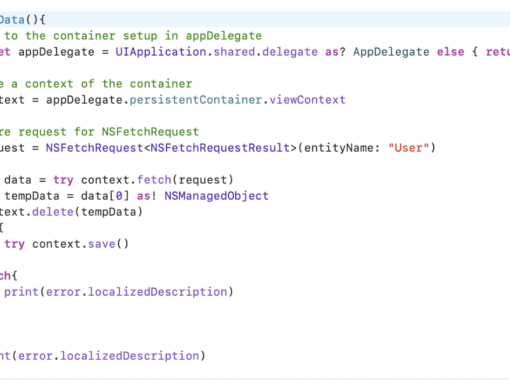 Data(){
to the container setup in appDelegate
et appDelegate = UIApplication.shared.delegate as? AppDelegate else { retu
e a context of the container
text = appDelegate.persistentContainer.viewContext
re request for NSFetchRequest
uest = NSFetchRequest<NSFetchRequestResult>(entityName: "User")
data = try context.fetch(request)
tempData = data[0] as! NSManagedObject
text.delete(tempData)
{
try context.save()
ch{
print(error.localizedDescription)
nt(error.localizedDescription)